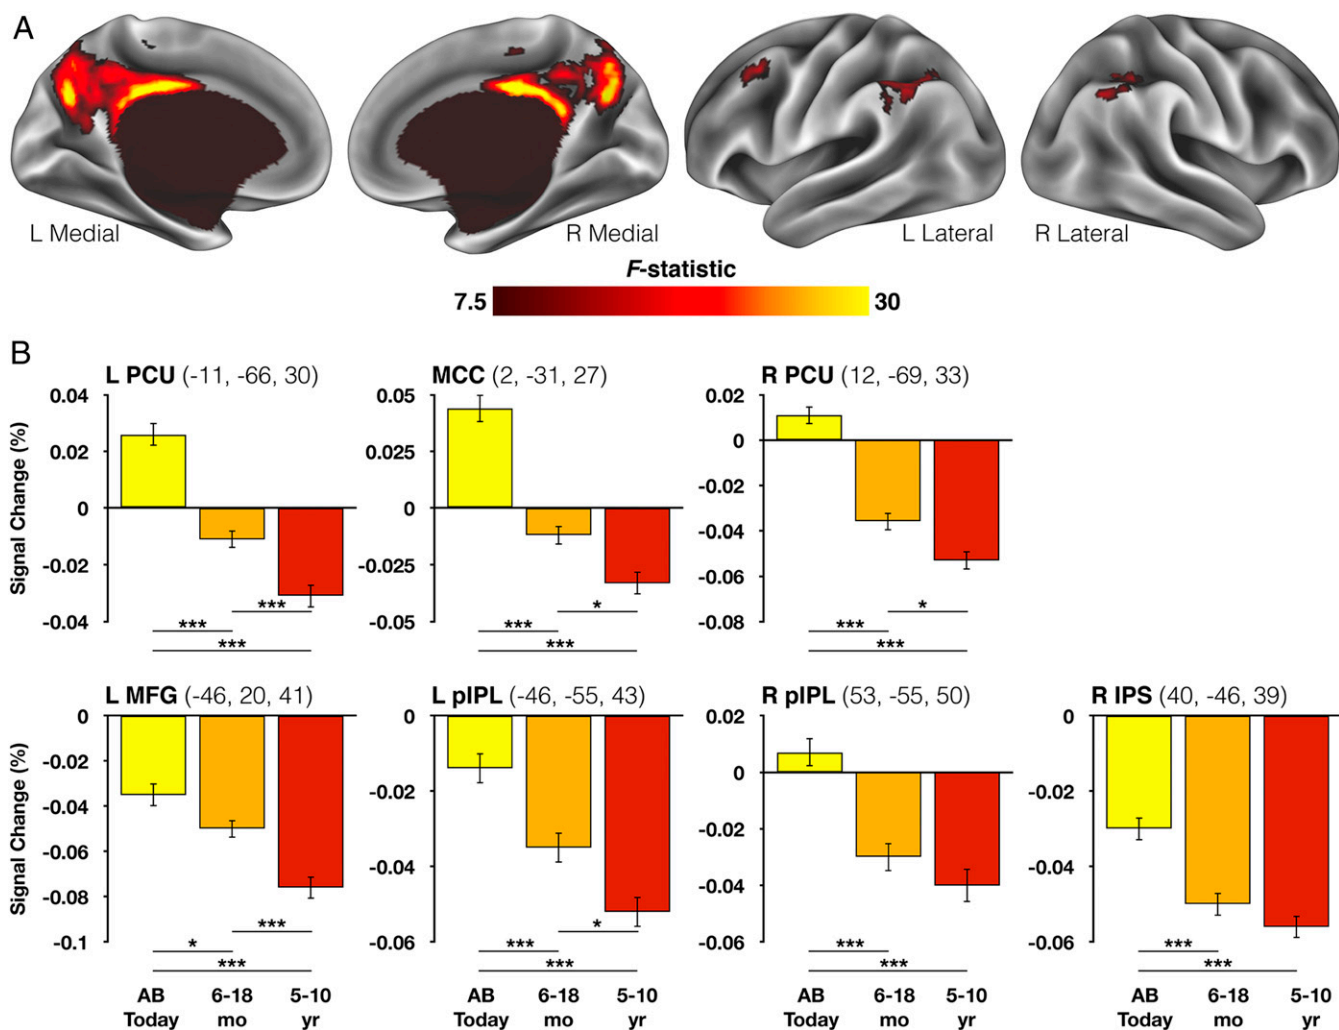 A
L Medial
R Medial
L Lateral
R Lateral
F-statistic
7.5
30
B
L PCU (-11, -66, 30)
Signal Change (%)
0.04
0.02
0
-0.02
-0.04
***
***
***
MCC (2, -31, 27)
0.05
0.025
0
-0.025
-0.05
*
***
***
R PCU (12, -69, 33)
0.02
0
-0.02
-0.04
-0.06
-0.08
*
***
***
L MFG (-46, 20, 41)
Signal Change (%)
0
-0.02
-0.04
-0.06
-0.08
-0.1
***
*
***
AB Today
6-18 mo
5-10 yr
L pIPL (-46, -55, 43)
0
-0.02
-0.04
-0.06
*
***
***
AB Today
6-18 mo
5-10 yr
R pIPL (53, -55, 50)
0.02
0
-0.02
-0.04
-0.06
***
***
AB Today
6-18 mo
5-10 yr
R IPS (40, -46, 39)
0
-0.02
-0.04
-0.06
***
***
AB Today
6-18 mo
5-10 yr